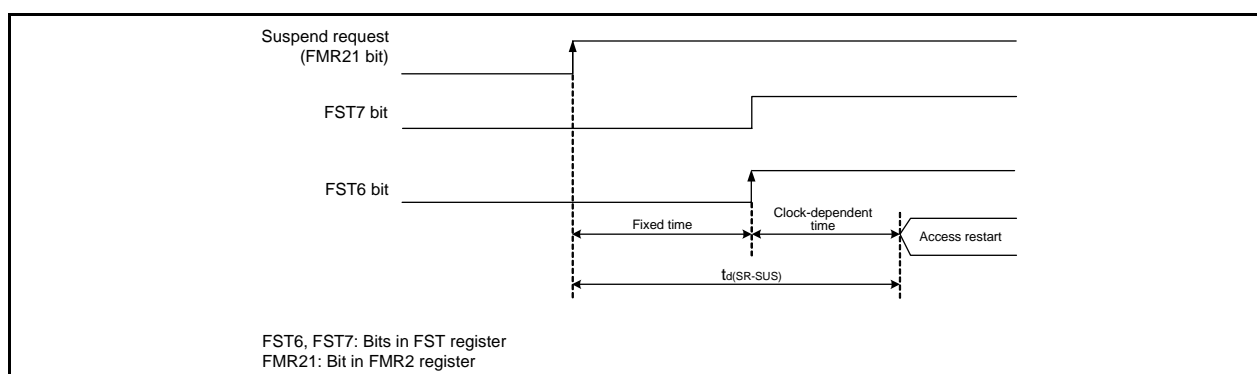 Suspend request
(FMR21 bit)
FST7 bit
FST6 bit
Fixed time
Clock-dependent
time
Access restart
td(SR-SUS)
FST6, FST7: Bits in FST register
FMR21: Bit in FMR2 register